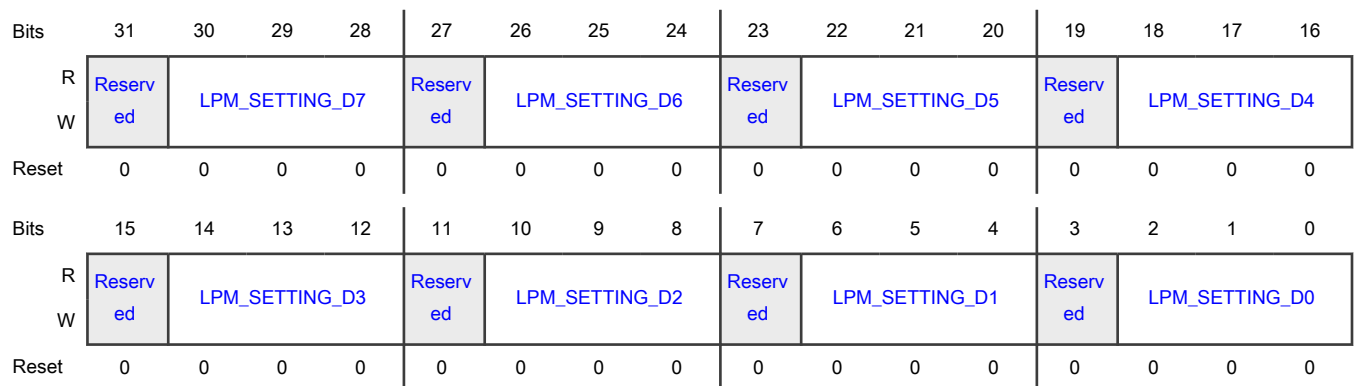 Bits 31 30 29 28 27 26 25 24 23 22 21 20 19 18 17 16
R Reserv LPM_SETTING_D7 Reserv LPM_SETTING_D6 Reserv LPM_SETTING_D5 Reserv LPM_SETTING_D4
W ed ed ed ed
Reset 0 0 0 0 0 0 0 0 0 0 0 0 0 0 0 0
Bits 15 14 13 12 11 10 9 8 7 6 5 4 3 2 1 0
R Reserv LPM_SETTING_D3 Reserv LPM_SETTING_D2 Reserv LPM_SETTING_D1 Reserv LPM_SETTING_D0
W ed ed ed ed
Reset 0 0 0 0 0 0 0 0 0 0 0 0 0 0 0 0